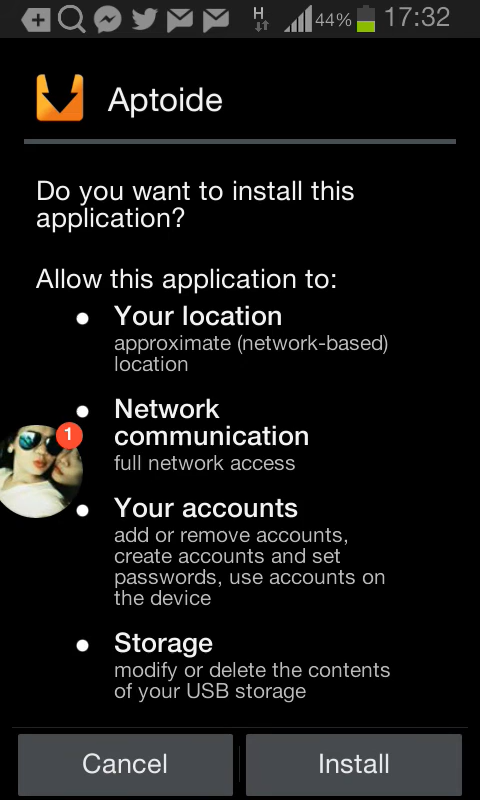 H 44% 17:32
Aptoide
Do you want to install this
application?
Allow this application to:
Your location
approximate (network-based)
location
Network
communication
1
full network access
Your accounts
add or remove accounts,
create accounts and set
passwords, use accounts on
the device
Storage
modify or delete the contents
of your USB storage
Cancel Install